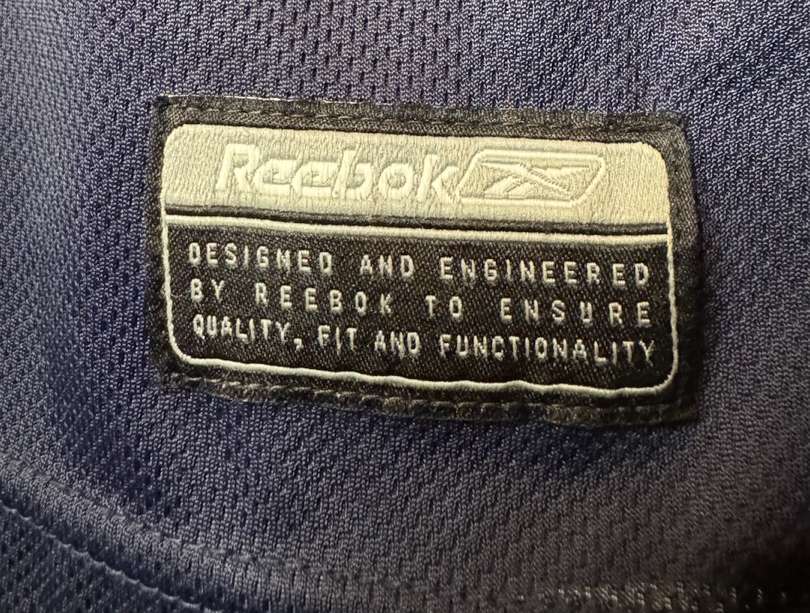 Reebok
DESIGNED AND ENGINEERED
BY REEBOK TO ENSURE
QUALITY, FIT AND FUNCTIONALITY